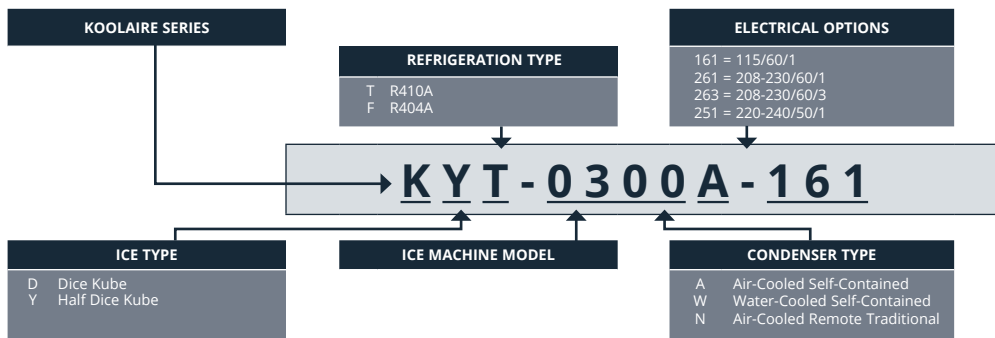 KOOLAIRE SERIES
REFRIGERATION TYPE
T R410A
F R404A
ELECTRICAL OPTIONS
161 = 115/60/1
261 = 208-230/60/1
263 = 208-230/60/3
251 = 220-240/50/1
KYT-0300A-161
ICE TYPE
D Dice Kube
Y Half Dice Kube
ICE MACHINE MODEL
CONDENSER TYPE
A Air-Cooled Self-Contained
W Water-Cooled Self-Contained
N Air-Cooled Remote Traditional